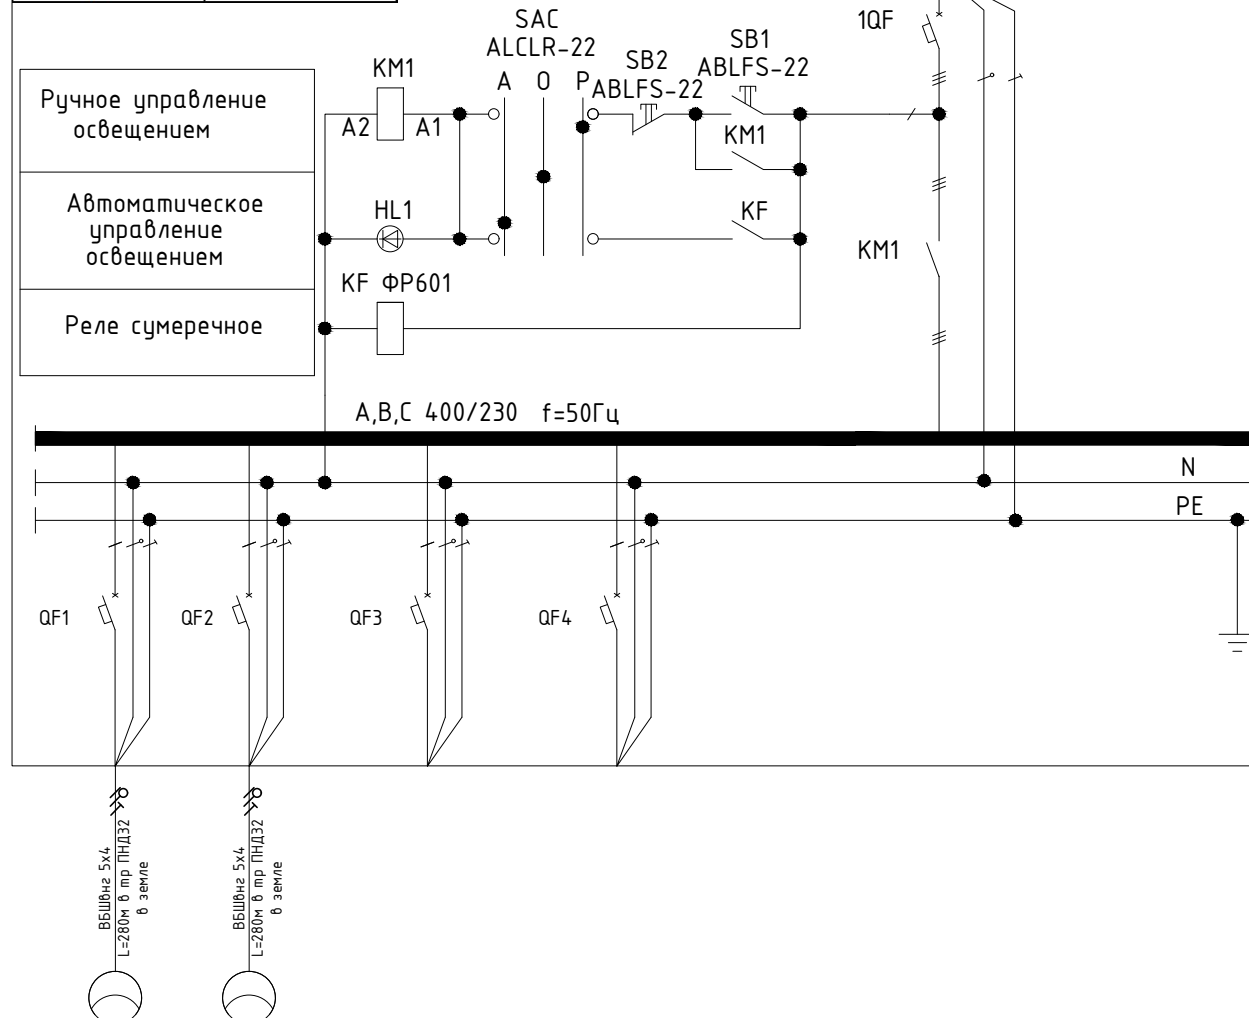 SAC
ALCLR-22
A O P
KM1
A2 A1
SB2
ABLFS-22
SB1
ABLFS-22
KM1
1QF
Ручное управление
освещением
Автоматическое
управление
освещением
HL1
KF
KM1
KF ФР601
Реле сумеречное
A,B,C 400/230 f=50Гц
N
PE
QF1
QF2
QF3
QF4
ВБШвнг 5х4
L=280м в тр ПНД32
в земле
ВБШвнг 5х4
L=280м в тр ПНД32
в земле